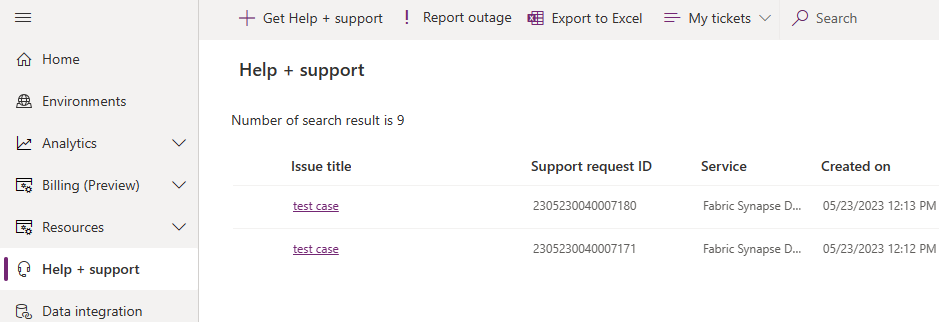 Get Help + support Report outage Export to Excel My tickets Search
Home
Environments
Analytics
Billing (Preview)
Resources
Help + support
Data integration
Help + support
Number of search result is 9
Issue title Support request ID Service Created on
test case 2305230040007180 Fabric Synapse D... 05/23/2023 12:13 PM
test case 2305230040007171 Fabric Synapse D... 05/23/2023 12:12 PM